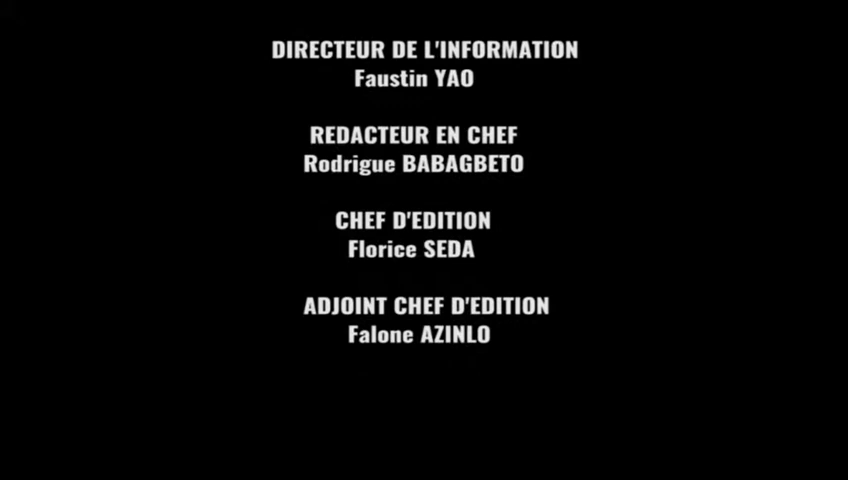 DIRECTEUR DE L'INFORMATION
Faustin YAO
REDACTEUR EN CHEF
Rodrigue BABAGBETO
CHEF D'EDITION
Florice SEDA
ADJOINT CHEF D'EDITION
Falone AZINLO